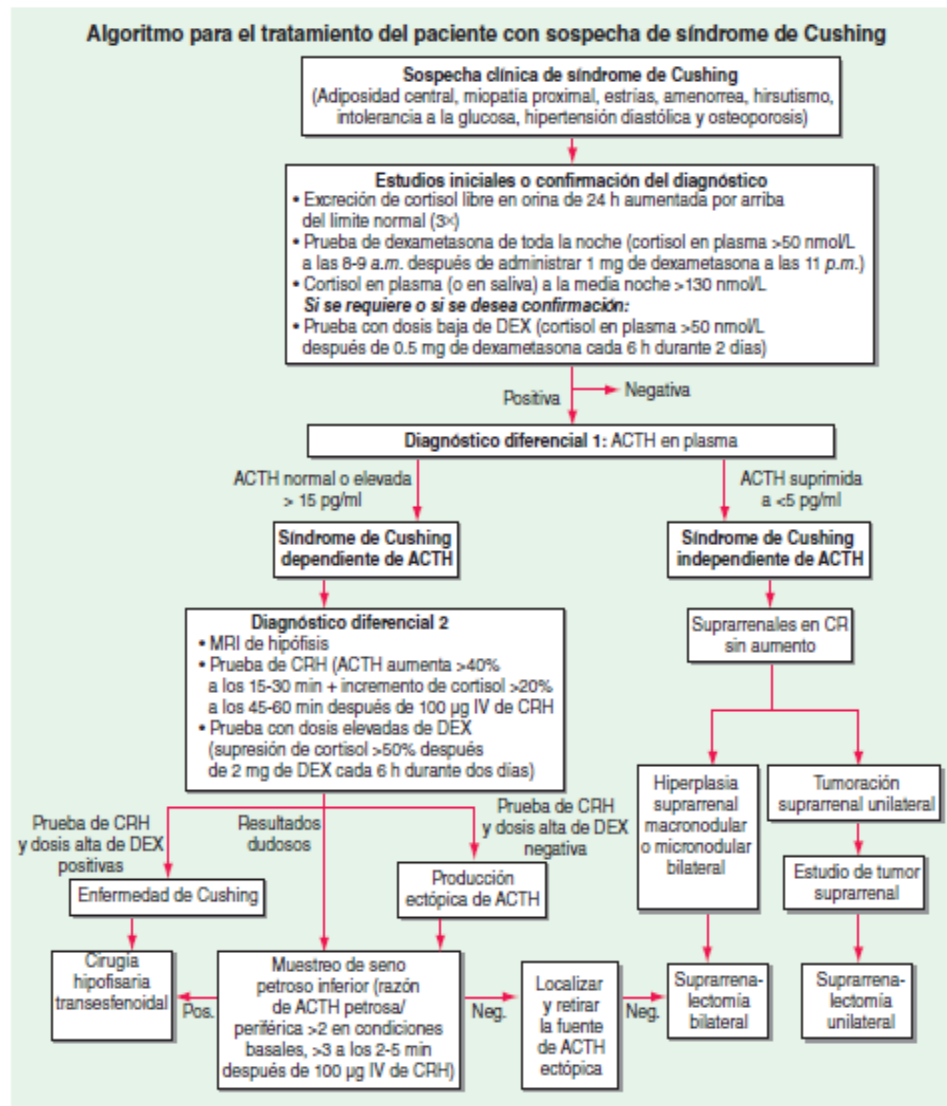 Algoritmo para el tratamiento del paciente con sospecha de síndrome de Cushing
Sospecha clínica de síndrome de Cushing
(Adiposidad central, miopatía proximal, estrías, amenorrea, hirsutismo,
intolerancia a la glucosa, hipertensión diastólica y osteoporosis)
Estudios iniciales o confirmación del diagnóstico
• Excreción de cortisol libre en orina de 24 h aumentada por arriba
del limite normal (3×)
• Prueba de dexametasona de toda la noche (cortisol en plasma >50 nmol/L
a las 8-9 a.m. después de administrar 1 mg de dexametasona a las 11 p.m.)
• Cortisol en plasma (o en saliva) a la media noche >130 nmol/L
Si se requiere o si se desea confirmación:
• Prueba con dosis baja de DEX (cortisol en plasma >50 nmol/L
después de 0.5 mg de dexametasona cada 6 h durante 2 días)
Positiva
Negativa
Diagnóstico diferencial 1: ACTH en plasma
ACTH normal o elevada
> 15 pg/ml
ACTH suprimida
a <5 pg/ml
Síndrome de Cushing
dependiente de ACTH
Síndrome de Cushing
independiente de ACTH
Diagnóstico diferencial 2
• MRI de hipófisis
• Prueba de CRH (ACTH aumenta >40%
a los 15-30 min + incremento de cortisol >20%
a los 45-60 min después de 100 µg IV de CRH
• Prueba con dosis elevadas de DEX
(supresión de cortisol >50% después
de 2 mg de DEX cada 6 h durante dos días)
Suprarrenales en CR
sin aumento
Prueba de CRH
y dosis alta de DEX
positivas
Resultados
dudosos
Prueba de CRH
y dosis alta de DEX
negativa
Hiperplasia
suprarrenal
macronodular
o micronodular
bilateral
Tumoración
suprarrenal unilateral
Enfermedad de Cushing
Producción
ectópica de ACTH
Estudio de tumor
suprarrenal
Cirugía
hipofisaria
transesfenoidal
Pos.
Muestreo de seno
petroso inferior (razón
de ACTH petrosa/
periférica >2 en condiciones
basales, >3 a los 2-5 min
después de 100 µg IV de CRH)
Neg.
Localizar
y retirar
la fuente
de ACTH
ectópica
Neg.
Suprarrena-
lectomía
bilateral
Suprarrena-
lectomía
unilateral